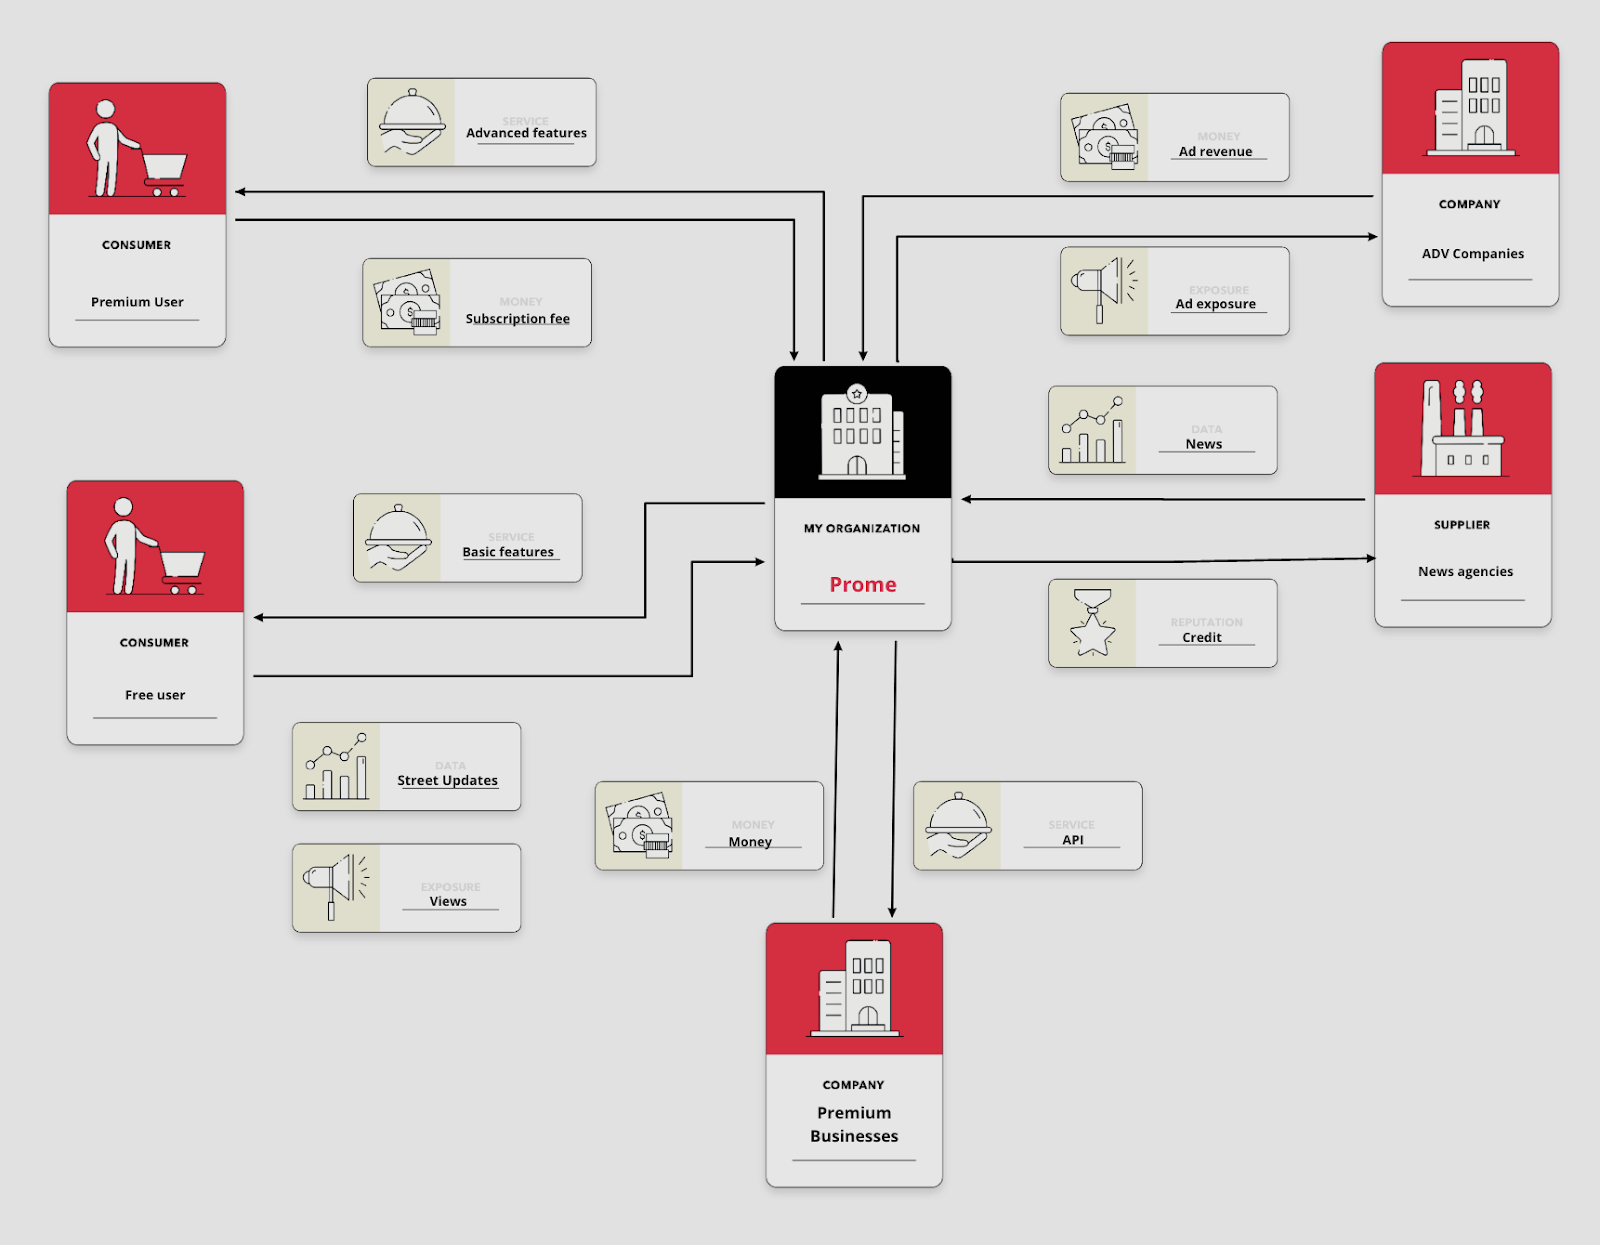 SERVICE
Advanced features
CONSUMER
Premium User
MONEY
Subscription fee
MONEY
Ad revenue
COMPANY
ADV Companies
EXPOSURE
Ad exposure
DATA
News
SUPPLIER
News agencies
REPUTATION
Credit
MY ORGANIZATION
Prome
SERVICE
Basic features
CONSUMER
Free user
DATA
Street Updates
EXPOSURE
Views
MONEY
Money
SERVICE
API
COMPANY
Premium
Businesses